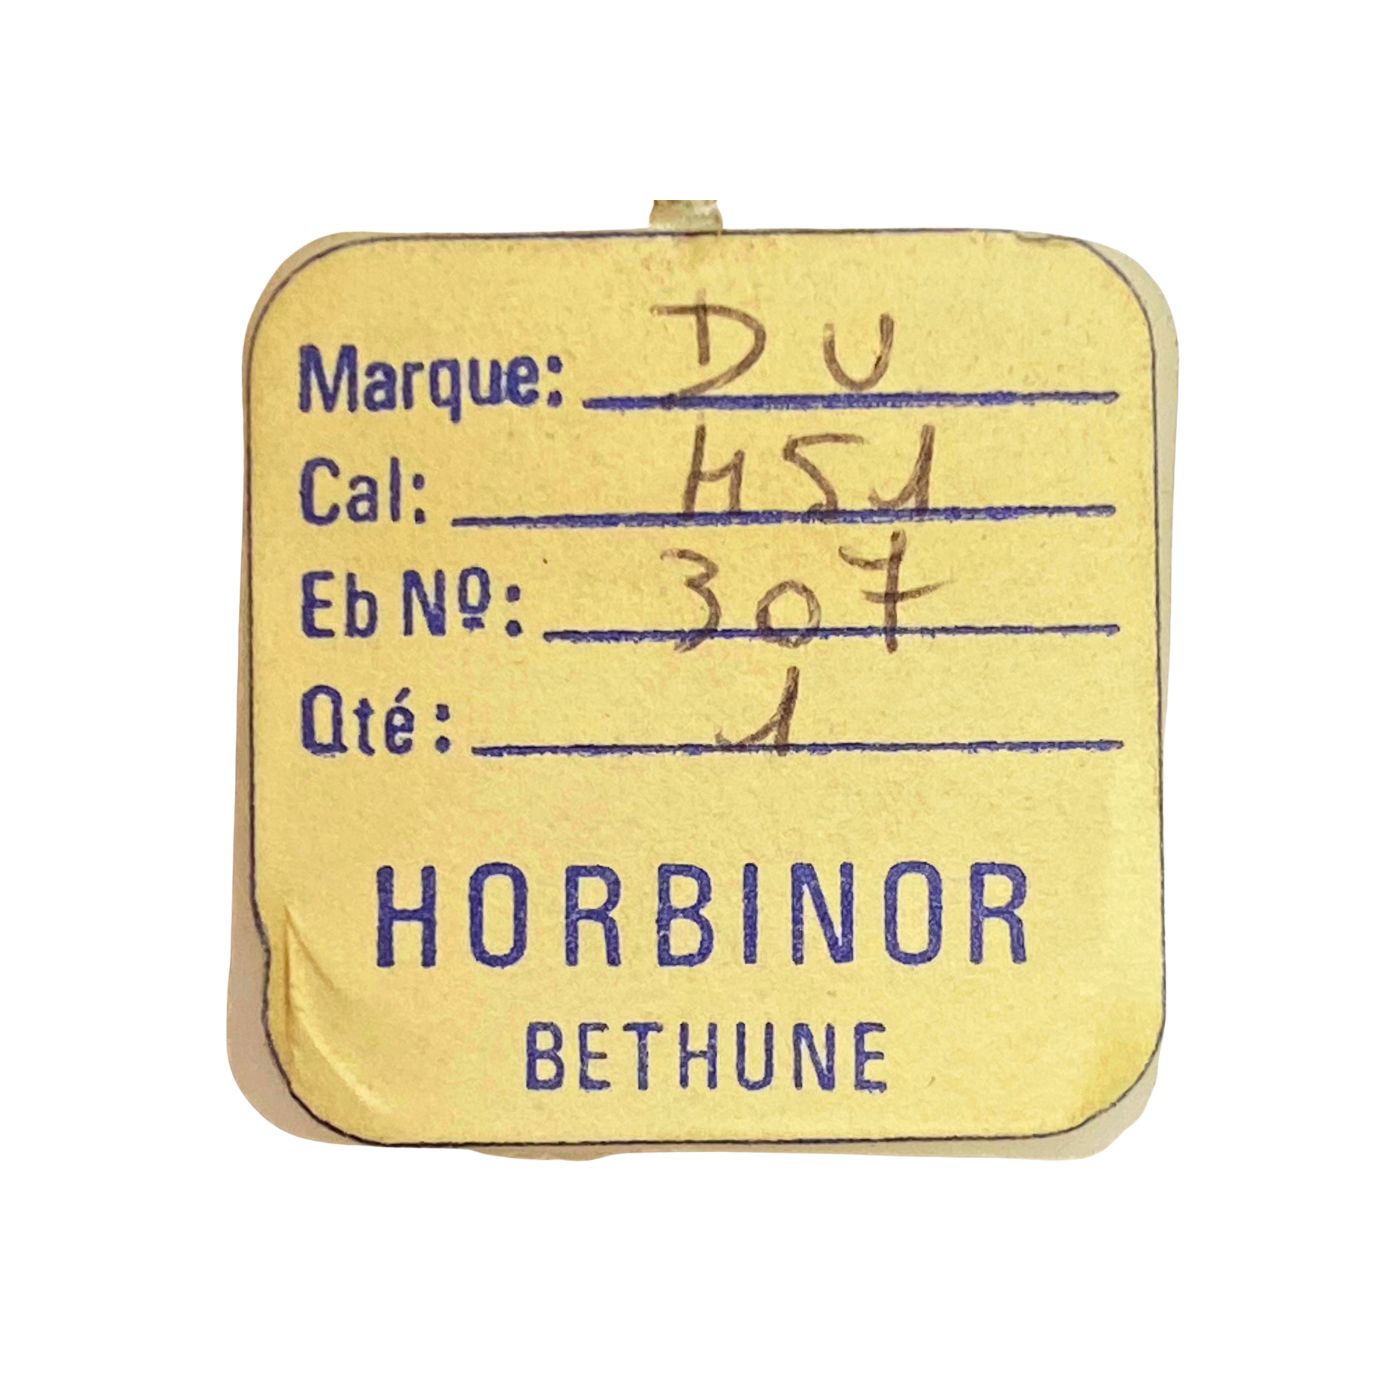 Marque: DU
Cal: 451
Eb Nº: 307
Qté: 1
HORBINOR
BETHUNE